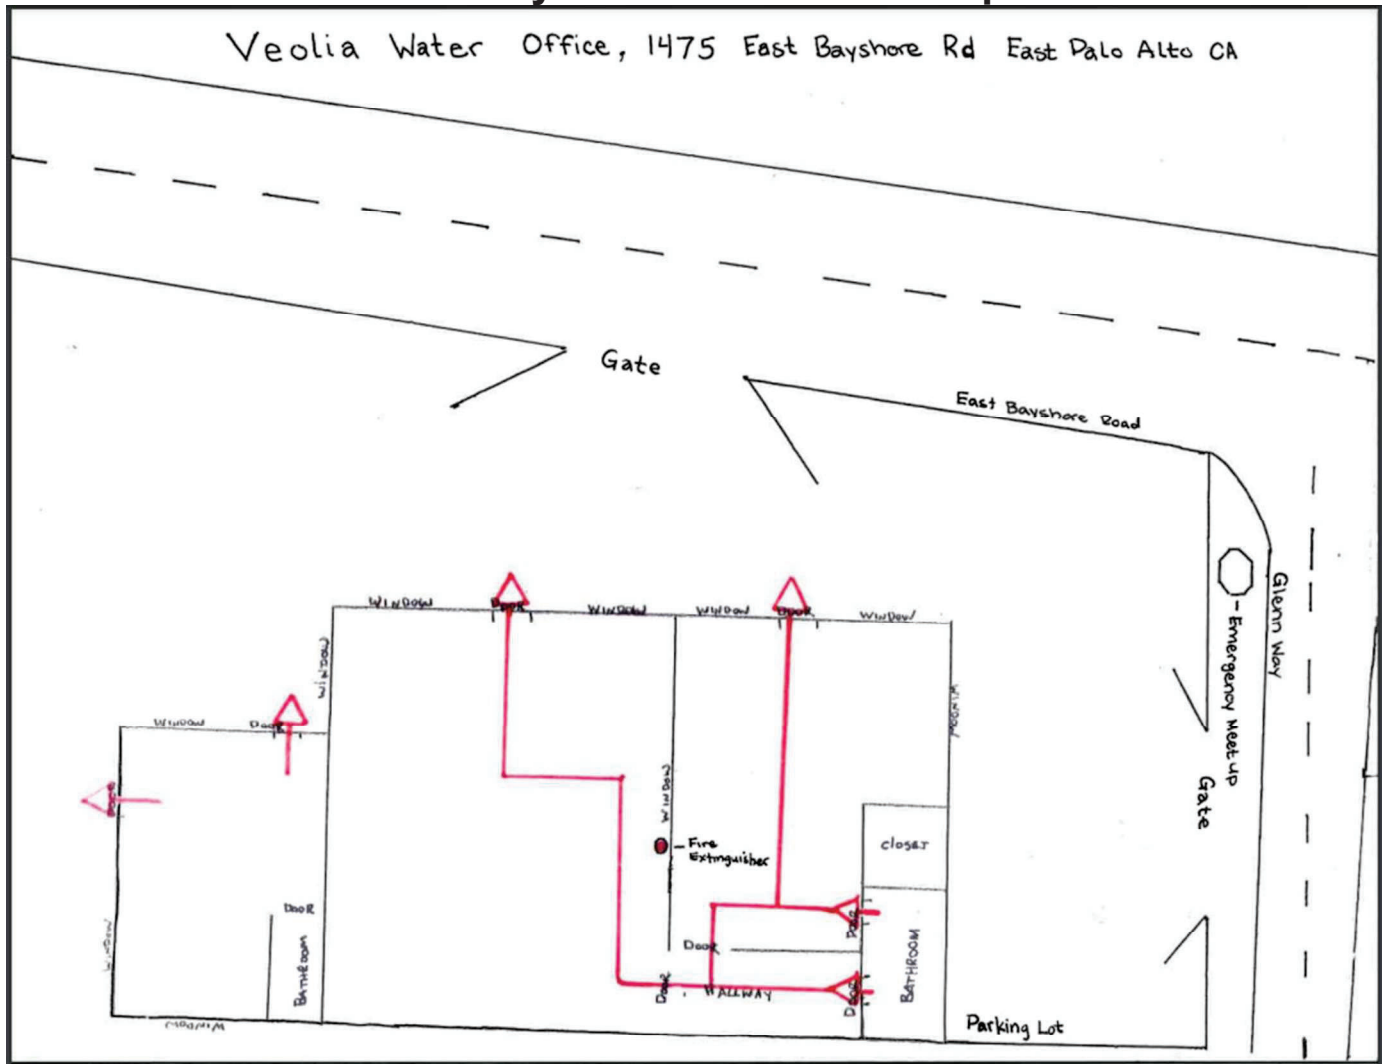 Veolia Water Office, 1475 East Bayshore Rd East Palo Alto CA
Gate
East Bayshore Road
Glenn Way
Emergency Meet up
Gate
WINDOW
DOOR
WINDOW
WINDOW
DOOR
WINDOW
WINDOW
WINDOW
WINDOW
DOOR
DOOR
WINDOW
Fire
Extinguisher
closet
DOOR
BATHROOM
WINDOW
WINDOW
DOOR
DOOR
DOOR
HALLWAY
DOOR
BATHROOM
Parking Lot